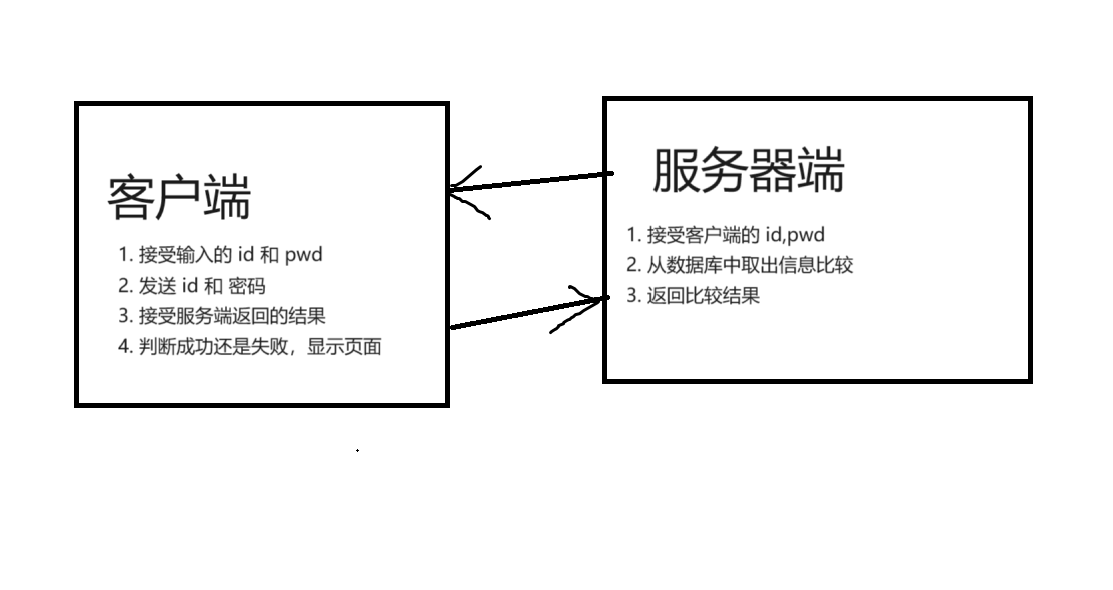 客户端
1. 接受输入的 id 和 pwd
2. 发送 id 和 密码
3. 接受服务端返回的结果
4. 判断成功还是失败，显示页面
服务器端
1. 接受客户端的 id,pwd
2. 从数据库中取出信息比较
3. 返回比较结果